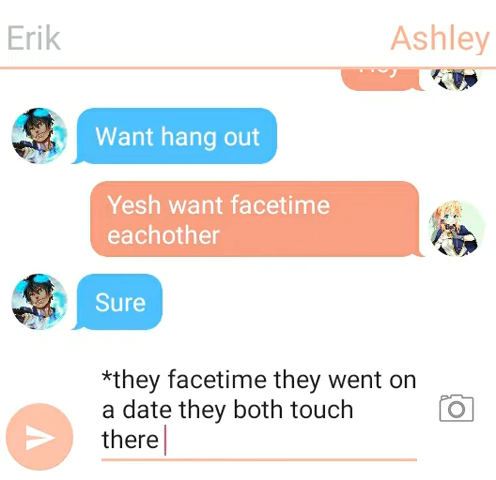 Erik
Ashley
Want hang out
Yesh want facetime
eachother
Sure
*they facetime they went on
a date they both touch
there